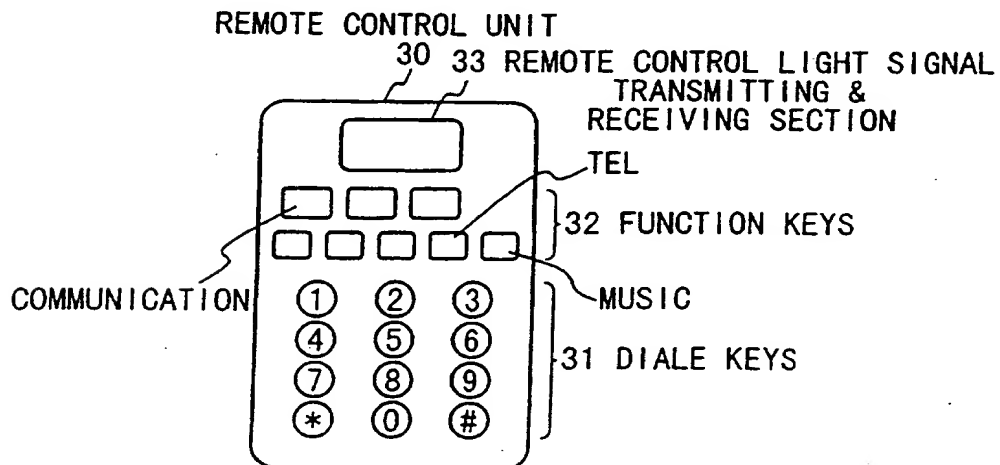 REMOTE CONTROL UNIT
30
33 REMOTE CONTROL LIGHT SIGNAL
TRANSMITTING &
RECEIVING SECTION
TEL
32 FUNCTION KEYS
COMMUNICATION
MUSIC
1 2 3
4 5 6
31 DIALE KEYS
7 8 9
* 0 #